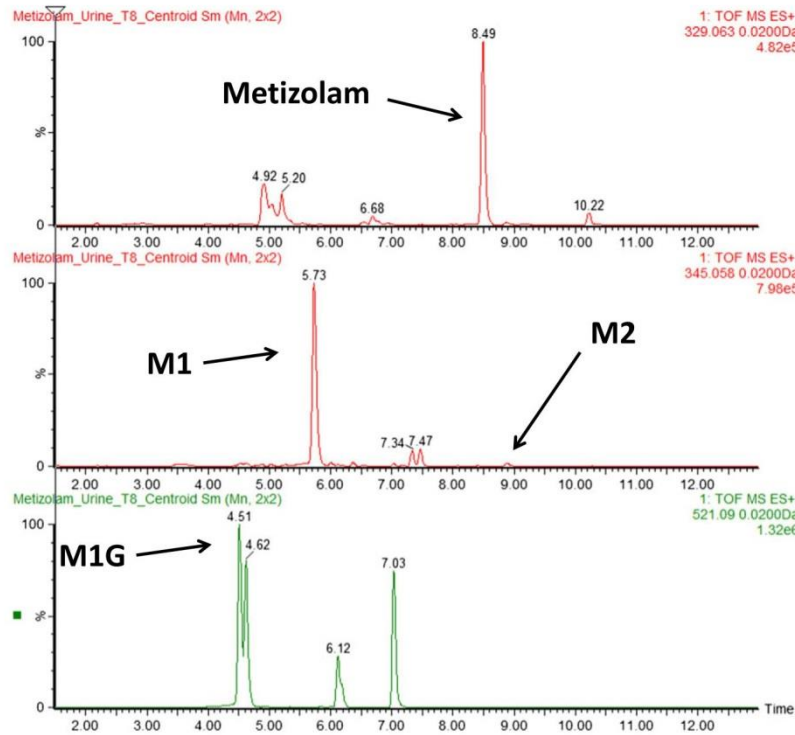 Metizolam_Urine_T8_Centroid Sm (Mn, 2x2)
1: TOF MS ES+
329.063 0.0200Da
4.82e5
100
%
0
8.49
Metizolam
4.92
5.20
6.68
10.22
2.00 3.00 4.00 5.00 6.00 7.00 8.00 9.00 10.00 11.00 12.00
Metizolam_Urine_T8_Centroid Sm (Mn, 2x2)
1: TOF MS ES+
345.058 0.0200Da
7.98e5
100
%
0
5.73
M1
M2
7.34
7.47
2.00 3.00 4.00 5.00 6.00 7.00 8.00 9.00 10.00 11.00 12.00
Metizolam_Urine_T8_Centroid Sm (Mn, 2x2)
1: TOF MS ES+
521.09 0.0200Da
1.32e6
100
%
0
4.51
M1G
4.62
7.03
6.12
Time
2.00 3.00 4.00 5.00 6.00 7.00 8.00 9.00 10.00 11.00 12.00